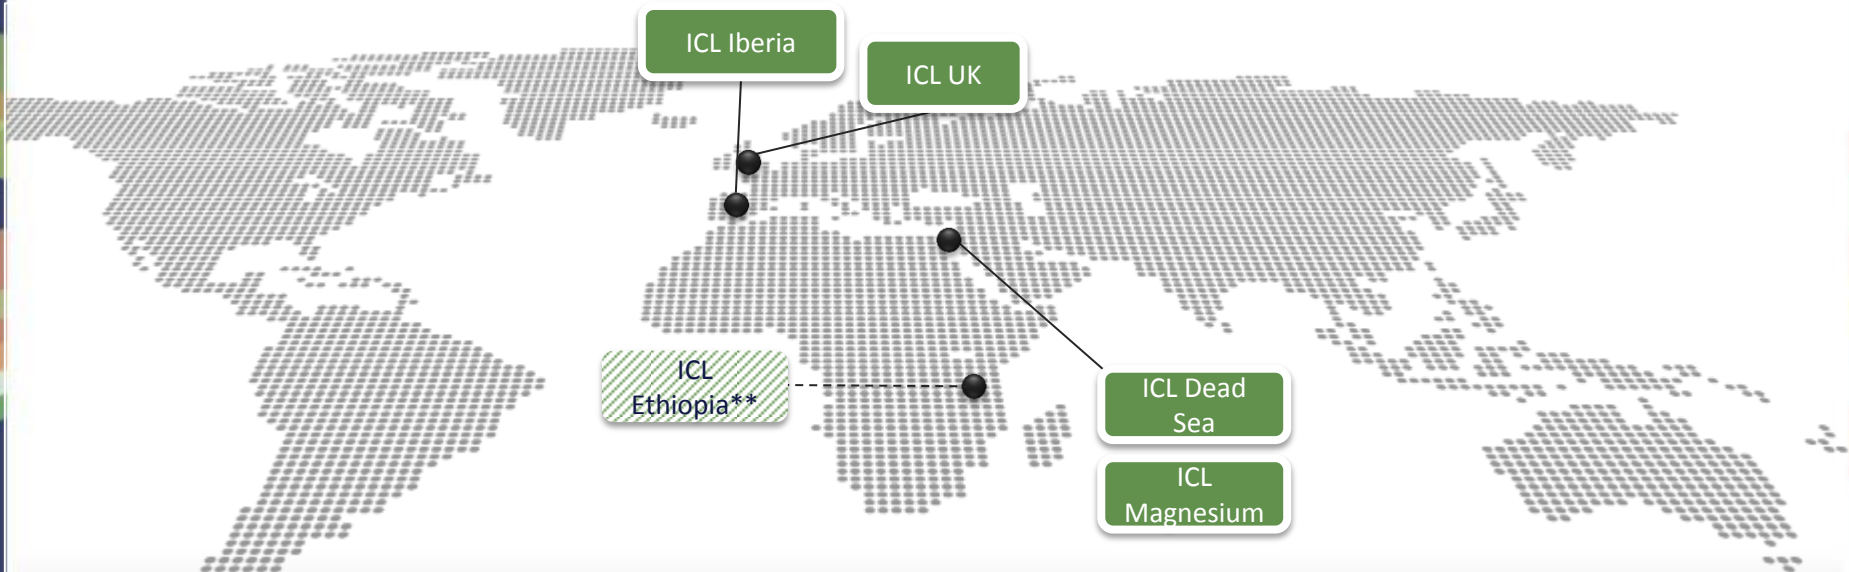 ICL Iberia
ICL UK
ICL
Ethiopia**
ICL Dead
Sea
ICL
Magnesium